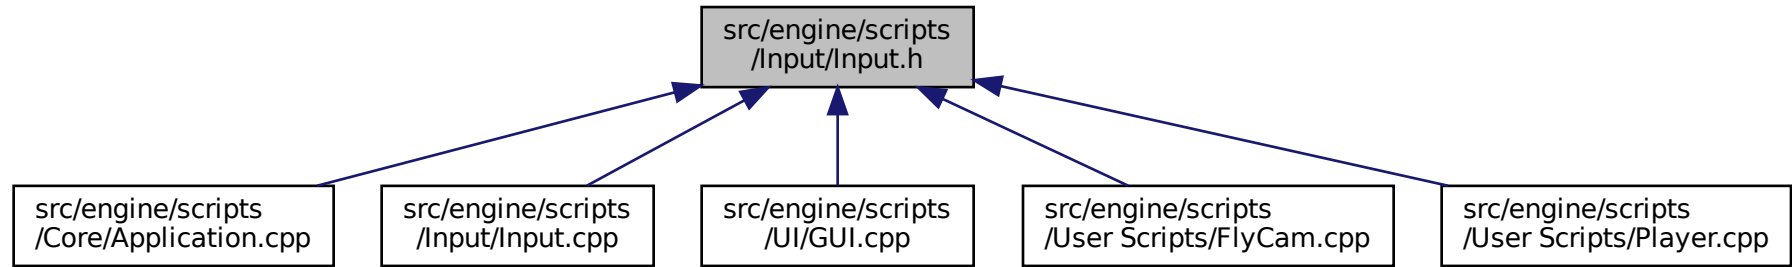 src/engine/scripts
/Input/Input.h
src/engine/scripts
/Core/Application.cpp
src/engine/scripts
/Input/Input.cpp
src/engine/scripts
/UI/GUI.cpp
src/engine/scripts
/User Scripts/FlyCam.cpp
src/engine/scripts
/User Scripts/Player.cpp